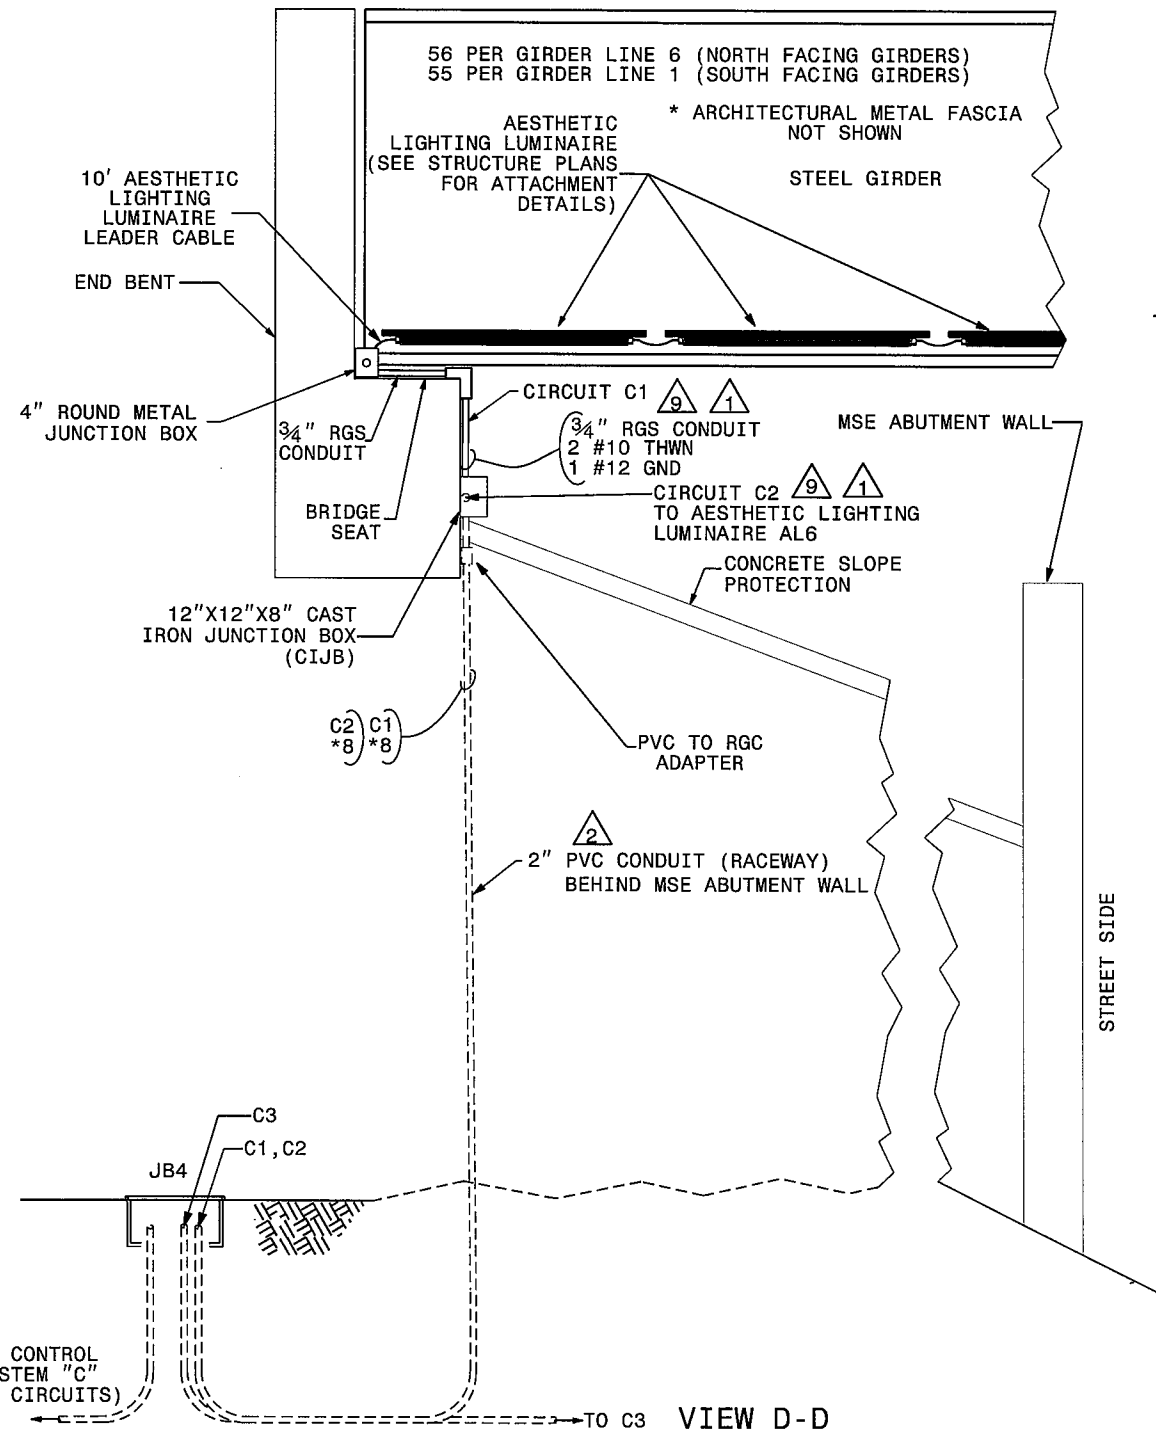 56 PER GIRDER LINE 6 (NORTH FACING GIRDERS)
55 PER GIRDER LINE 1 (SOUTH FACING GIRDERS)
* ARCHITECTURAL METAL FASCIA
NOT SHOWN
AESTHETIC
LIGHTING LUMINAIRE
(SEE STRUCTURE PLANS
FOR ATTACHMENT
DETAILS)
STEEL GIRDER
10' AESTHETIC
LIGHTING
LUMINAIRE
LEADER CABLE
END BENT
4" ROUND METAL
JUNCTION BOX
3/4" RGS
CONDUIT
BRIDGE
SEAT
CIRCUIT C1 9 1
3/4" RGS CONDUIT
2 #10 THWN
1 #12 GND
MSE ABUTMENT WALL
CIRCUIT C2 9 1
TO AESTHETIC LIGHTING
LUMINAIRE AL6
CONCRETE SLOPE
PROTECTION
12"X12"X8" CAST
IRON JUNCTION BOX
(CIJB)
C2 C1
*8 *8
PVC TO RGC
ADAPTER
2
2" PVC CONDUIT (RACEWAY)
BEHIND MSE ABUTMENT WALL
STREET SIDE
C3
C1,C2
JB4
CONTROL
STEM "C"
CIRCUITS)
TO C3
VIEW D-D